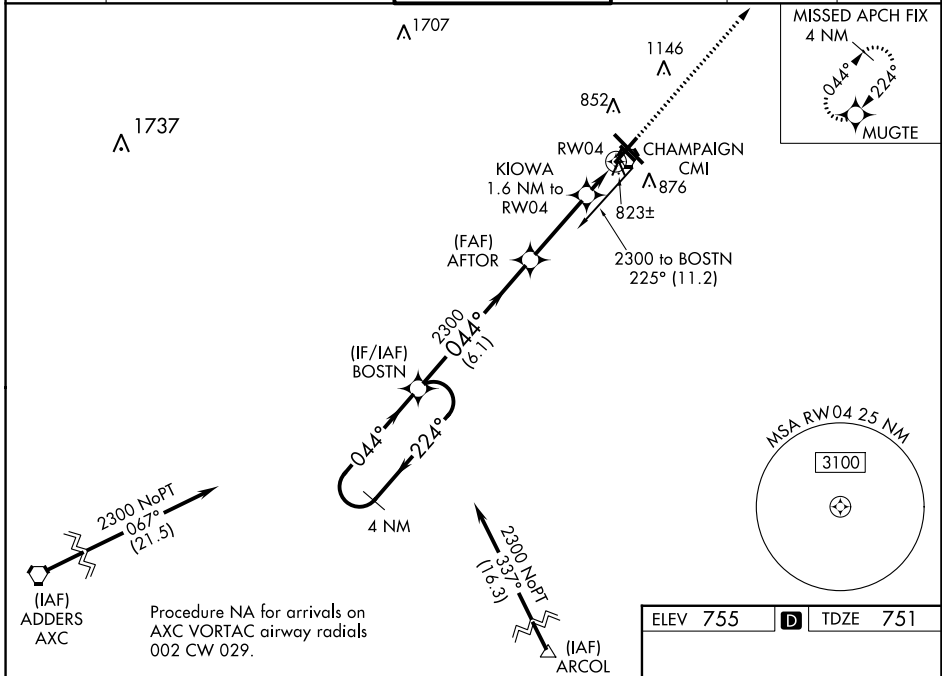 1707
MISSED APCH FIX
4 NM
044°
224°
MUGTE
1146
1737
852
RW04
CHAMPAIGN
CMI
KIOWA
1.6 NM to
RW04
876
823±
(FAF)
AFTOR
2300 to BOSTN
225° (11.2)
2300
044°
(6.1)
(IF/IAF)
BOSTN
044°
224°
4 NM
MSA RW04 25 NM
3100
2300 NoPT
067°
(21.5)
2300 NoPT
337°
(16.3)
(IAF)
ADDERS
AXC
Procedure NA for arrivals on
AXC VORTAC airway radials
002 CW 029.
(IAF)
ARCOL
ELEV 755 D TDZE 751